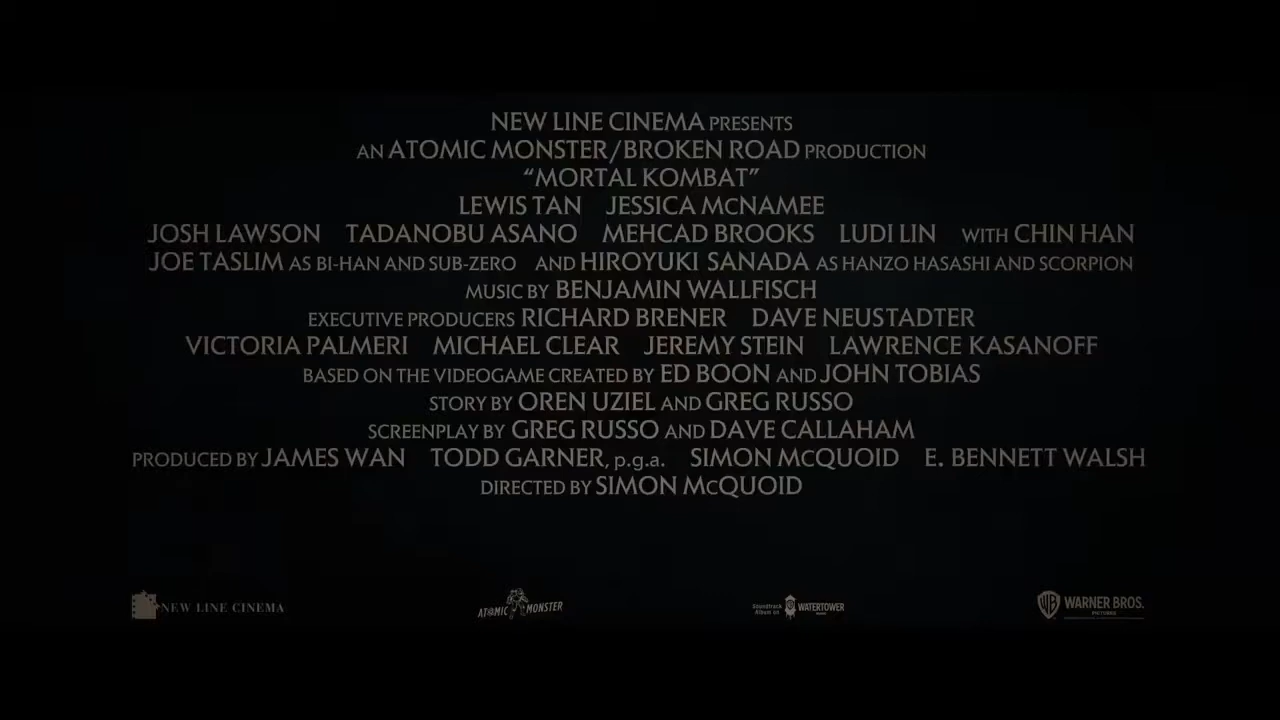 NEW LINE CINEMA PRESENTS
AN ATOMIC MONSTER/BROKEN ROAD PRODUCTION
“MORTAL KOMBAT”
LEWIS TAN JESSICA McNAMEE
JOSH LAWSON TADANOBU ASANO MEHCAD BROOKS LUDI LIN WITH CHIN HAN
JOE TASLIM AS BI-HAN AND SUB-ZERO AND HIROYUKI SANADA AS HANZO HASASHI AND SCORPION
MUSIC BY BENJAMIN WALLFISCH
EXECUTIVE PRODUCERS RICHARD BRENER DAVE NEUSTADTER
VICTORIA PALMERI MICHAEL CLEAR JEREMY STEIN LAWRENCE KASANOFF
BASED ON THE VIDEOGAME CREATED BY ED BOON AND JOHN TOBIAS
STORY BY OREN UZIEL AND GREG RUSSO
SCREENPLAY BY GREG RUSSO AND DAVE CALLAHAM
PRODUCED BY JAMES WAN TODD GARNER, p.g.a. SIMON McQUOID E. BENNETT WALSH
DIRECTED BY SIMON McQUOID
NEW LINE CINEMA
ATOMIC MONSTER
Soundtrack
Album on
WATERTOWER
WB
WARNER BROS.
PICTURES